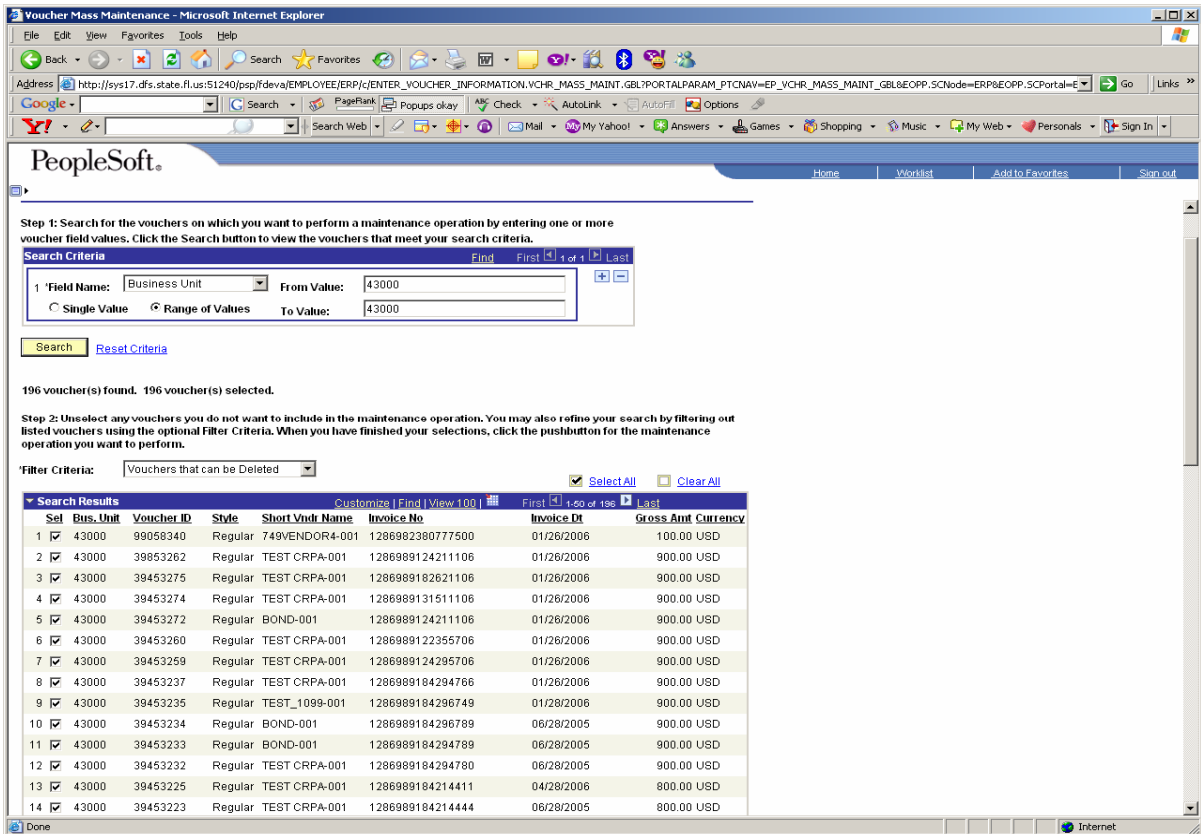 Voucher Mass Maintenance - Microsoft Internet Explorer
File Edit View Favorites Tools Help
Back Search Favorites
Address http://sys17.dfs.state.fl.us:51240/psp/fdeva/EMPLOYEE/ERP/c/ENTER_VOUCHER_INFORMATION.VCHR_MASS_MAINT.GBL?PORTALPARAM_PTCNAV=EP_VCHR_MASS_MAINT_GBL&EOPP.SCNode=ERP&EOPP.SCPortal=E Go Links »
Google Search PageRank Popups okay ABC Check AutoLink AutoFill Options
Y! Search Web Mail My Yahoo! Answers Games Shopping Music My Web Personals Sign In
PeopleSoft.
Home Worklist Add to Favorites Sign out
Step 1: Search for the vouchers on which you want to perform a maintenance operation by entering one or more
voucher field values. Click the Search button to view the vouchers that meet your search criteria.
Search Criteria Find First 1 of 1 Last
1 *Field Name: Business Unit From Value: 43000
Single Value Range of Values To Value: 43000
Search Reset Criteria
196 voucher(s) found. 196 voucher(s) selected.
Step 2: Unselect any vouchers you do not want to include in the maintenance operation. You may also refine your search by filtering out
listed vouchers using the optional Filter Criteria. When you have finished your selections, click the pushbutton for the maintenance
operation you want to perform.
*Filter Criteria: Vouchers that can be Deleted
Select All Clear All
Search Results Customize | Find | View 100 | First 1-50 of 196 Last
Sel Bus. Unit Voucher ID Style Short Vndr Name Invoice No Invoice Dt Gross Amt Currency
1 43000 99058340 Regular 749VENDOR4-001 1286982380777500 01/26/2006 100.00 USD
2 43000 39853262 Regular TEST CRPA-001 1286989124211106 01/26/2006 900.00 USD
3 43000 39453275 Regular TEST CRPA-001 1286989182621106 01/26/2006 900.00 USD
4 43000 39453274 Regular TEST CRPA-001 1286989131511106 01/26/2006 900.00 USD
5 43000 39453272 Regular BOND-001 1286989124211106 01/26/2006 900.00 USD
6 43000 39453260 Regular TEST CRPA-001 1286989122355706 01/26/2006 900.00 USD
7 43000 39453259 Regular TEST CRPA-001 1286989124295706 01/26/2006 900.00 USD
8 43000 39453237 Regular TEST CRPA-001 1286989184294766 01/26/2006 900.00 USD
9 43000 39453235 Regular TEST_1099-001 1286989184296749 01/28/2006 900.00 USD
10 43000 39453234 Regular BOND-001 1286989184296789 06/28/2005 900.00 USD
11 43000 39453233 Regular BOND-001 1286989184294789 06/28/2005 900.00 USD
12 43000 39453232 Regular TEST CRPA-001 1286989184294780 06/28/2005 900.00 USD
13 43000 39453225 Regular TEST CRPA-001 1286989184214411 04/28/2006 800.00 USD
14 43000 39453223 Regular TEST CRPA-001 1286989184214444 06/28/2005 800.00 USD
Done Internet